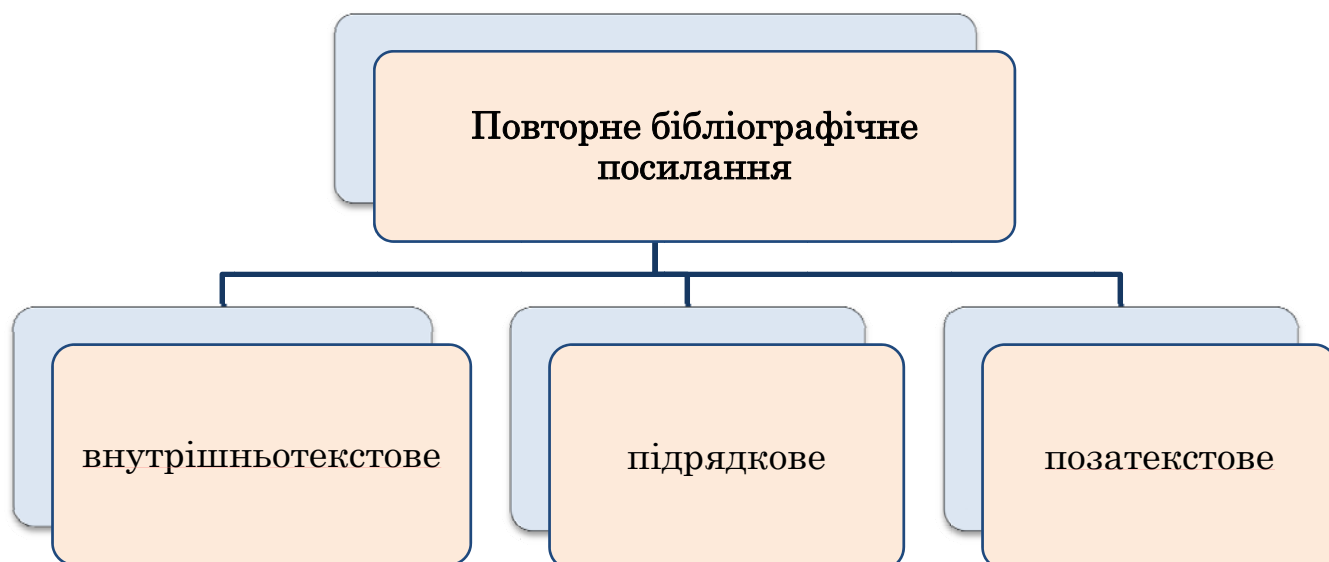 Повторне бібліографічне
посилання
внутрішньотекстове
підрядкове
позатекстове